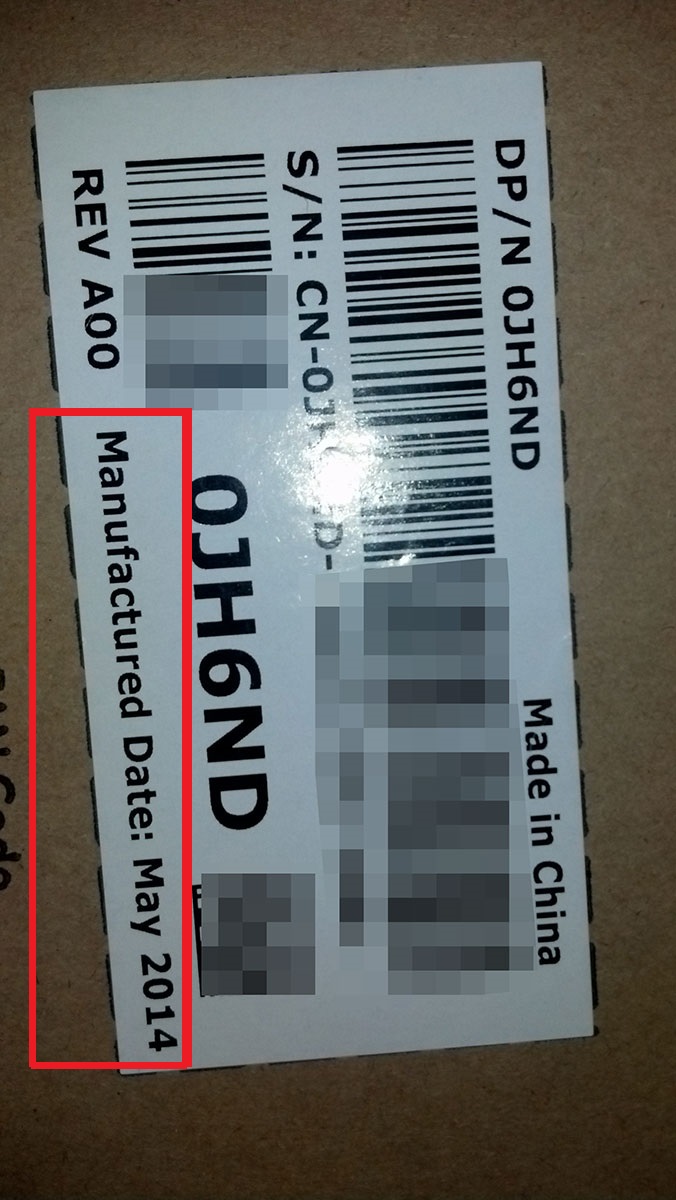 DP/N 0JH6ND
Made in China
S/N: CN-0J
0JH6ND
REV A00
Manufactured Date: May 2014